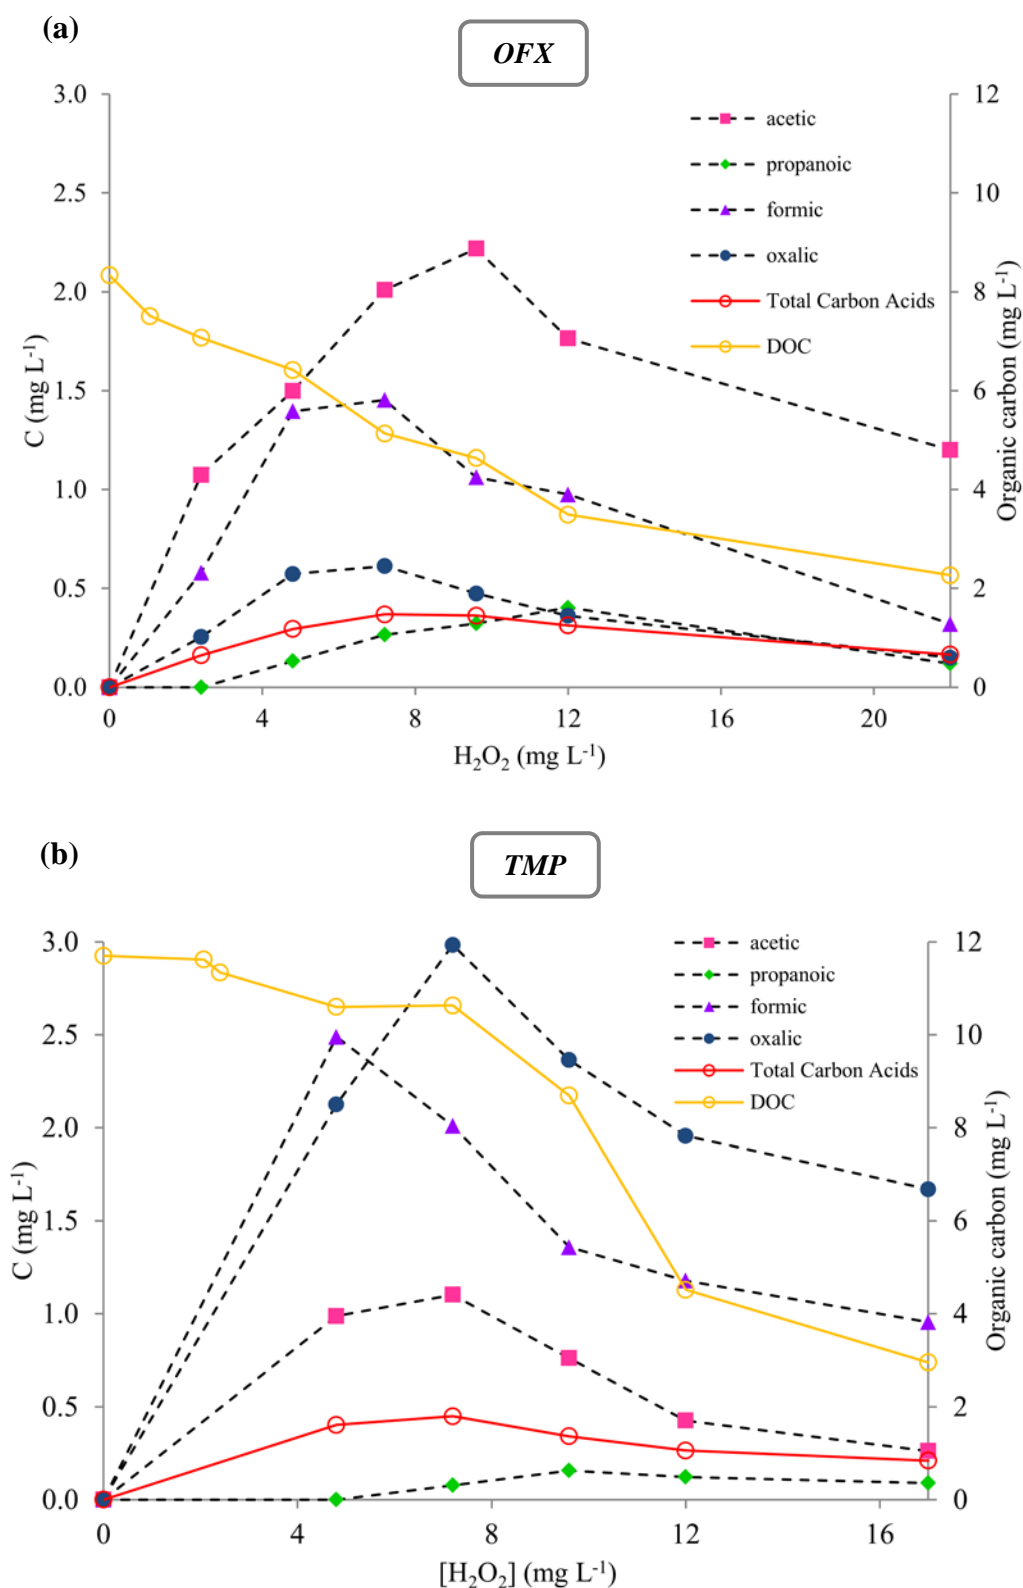 (a)
OFX
3.0
2.5
2.0
1.5
1.0
0.5
0.0
C (mg L-1)
12
10
8
6
4
2
0
Organic carbon (mg L-1)
acetic
propanoic
formic
oxalic
Total Carbon Acids
DOC
0 4 8 12 16 20
H2O2 (mg L-1)
(b)
TMP
3.0
2.5
2.0
1.5
1.0
0.5
0.0
C (mg L-1)
12
10
8
6
4
2
0
Organic carbon (mg L-1)
acetic
propanoic
formic
oxalic
Total Carbon Acids
DOC
0 4 8 12 16
[H2O2] (mg L-1)